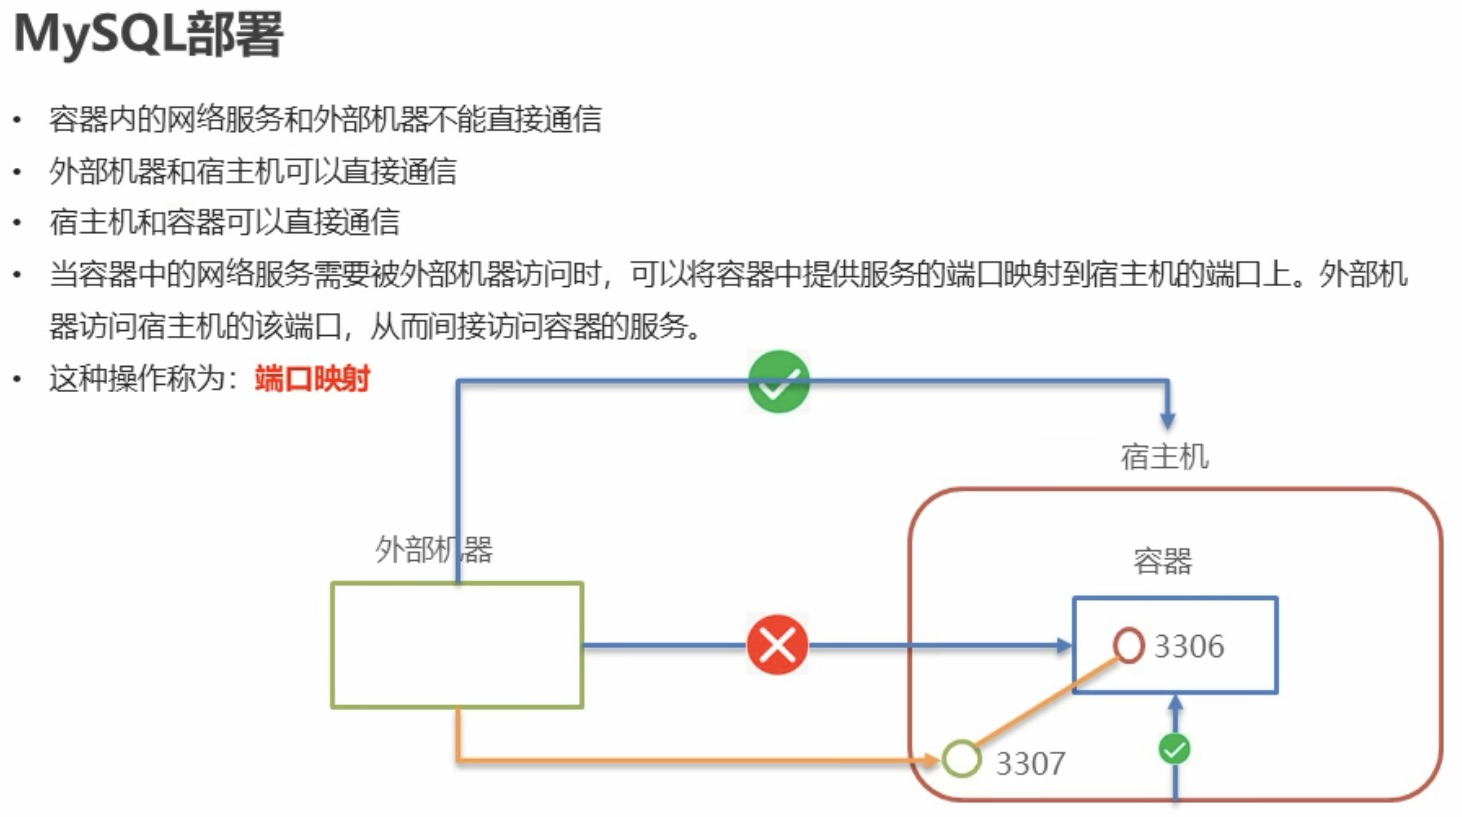 MySQL部署
• 容器内的网络服务和外部机器不能直接通信
• 外部机器和宿主机可以直接通信
• 宿主机和容器可以直接通信
• 当容器中的网络服务需要被外部机器访问时，可以将容器中提供服务的端口映射到宿主机的端口上。外部机
器访问宿主机的该端口，从而间接访问容器的服务。
• 这种操作称为：端口映射
宿主机
外部机器
容器
3306
3307